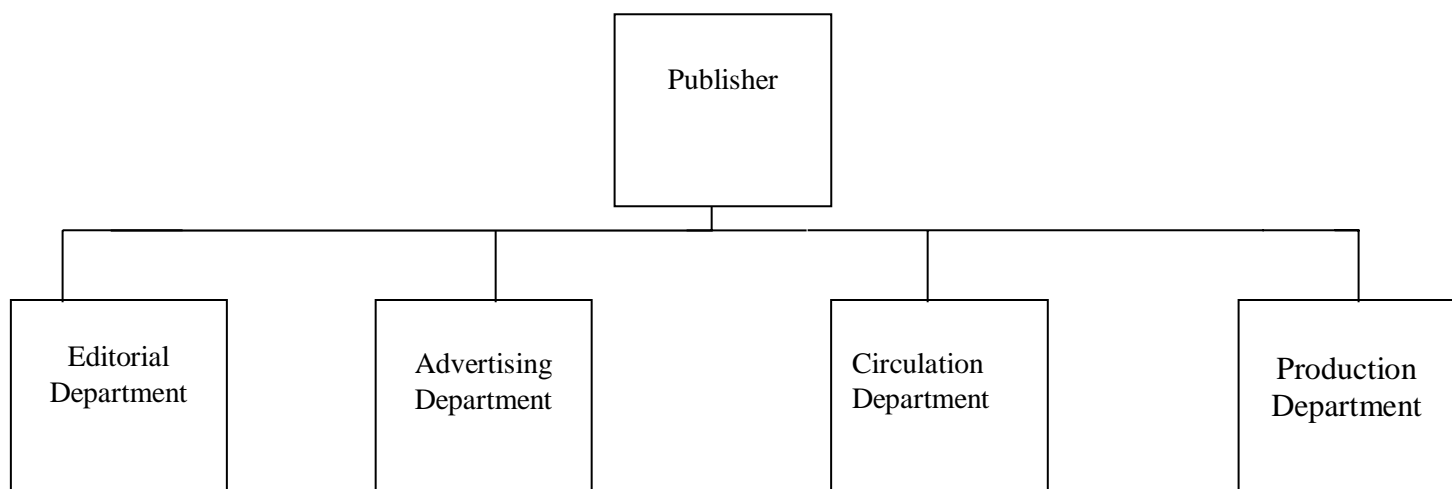 Publisher
Editorial
Department
Advertising
Department
Circulation
Department
Production
Department